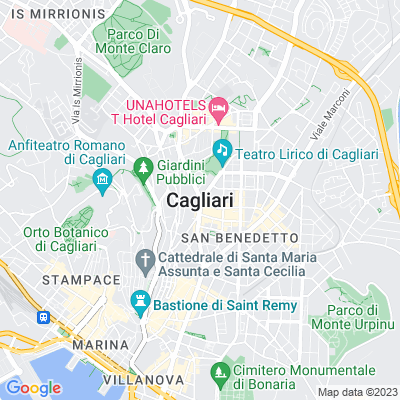 IS MIRRIONIS
Parco Di
Monte Claro
Via Is Mirrionis
UNAHOTELS
T Hotel Cagliari
Viale Marconi
Anfiteatro Romano
di Cagliari
Teatro Lirico di Cagliari
Giardini
Pubblici
Cagliari
Orto Botanico
di Cagliari
SAN BENEDETTO
Cattedrale di Santa Maria
Assunta e Santa Cecilia
STAMPACE
Bastione di Saint Remy
Parco di
Monte Urpinu
MARINA
VILLANOVA
Cimitero Monumentale
di Bonaria
Google
Map data ©2023